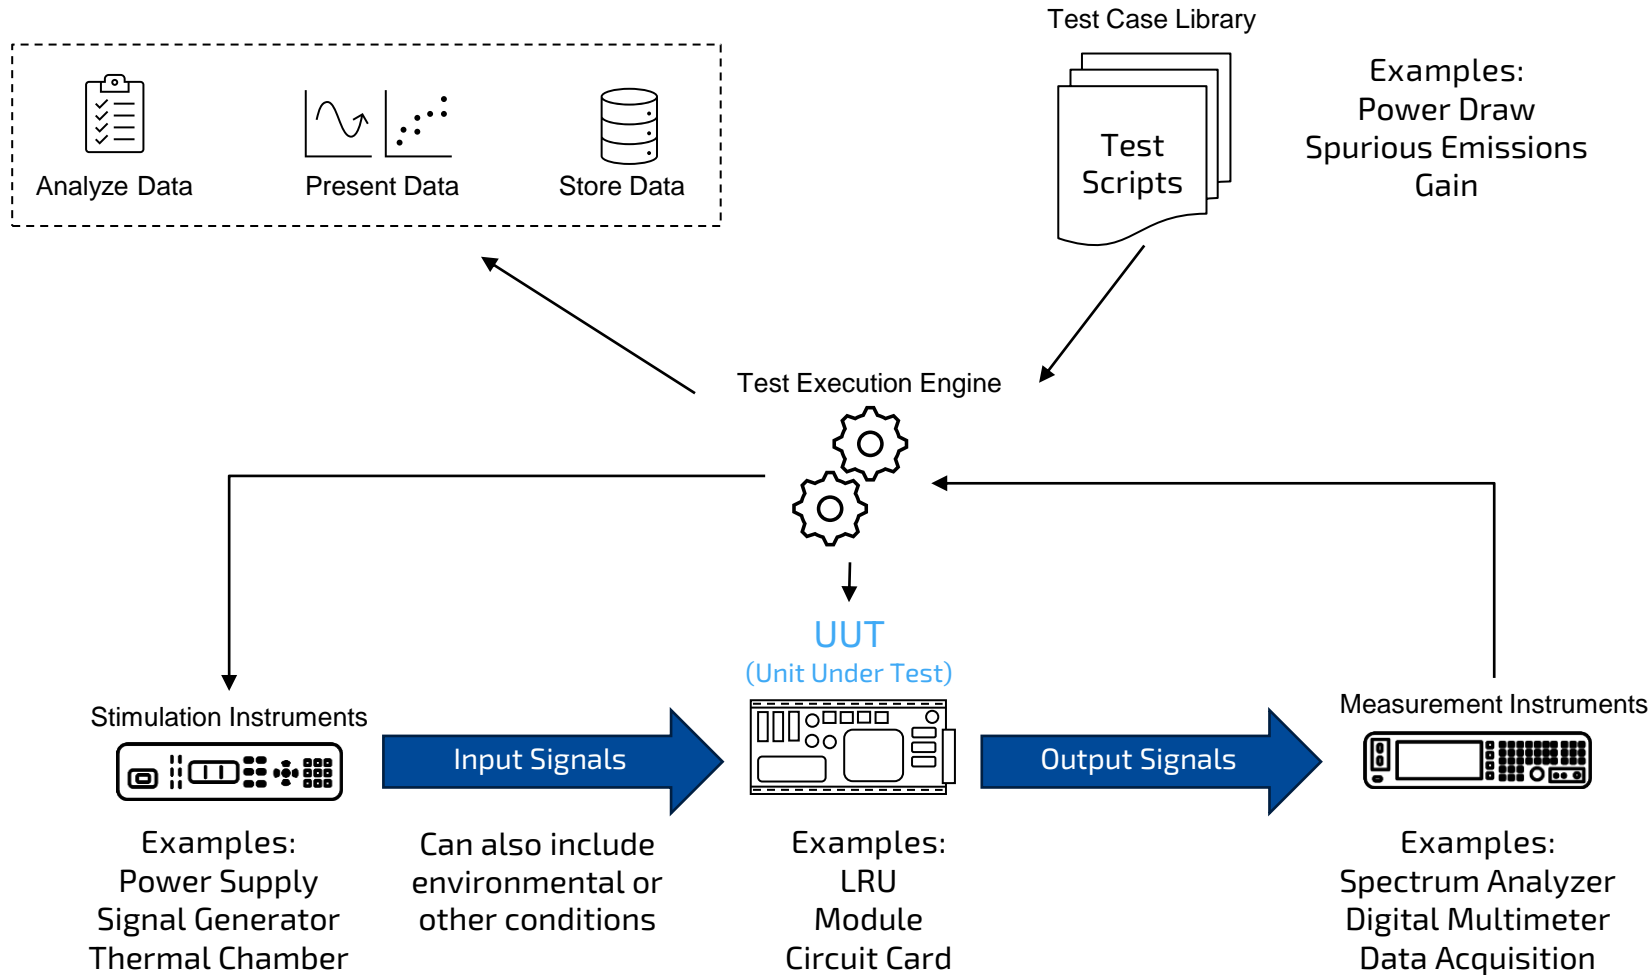 Test Case Library
Analyze Data
Present Data
Store Data
Test
Scripts
Examples:
Power Draw
Spurious Emissions
Gain
Test Execution Engine
UUT
(Unit Under Test)
Stimulation Instruments
Input Signals
Output Signals
Measurement Instruments
Examples:
Power Supply
Signal Generator
Thermal Chamber
Can also include
environmental or
other conditions
Examples:
LRU
Module
Circuit Card
Examples:
Spectrum Analyzer
Digital Multimeter
Data Acquisition